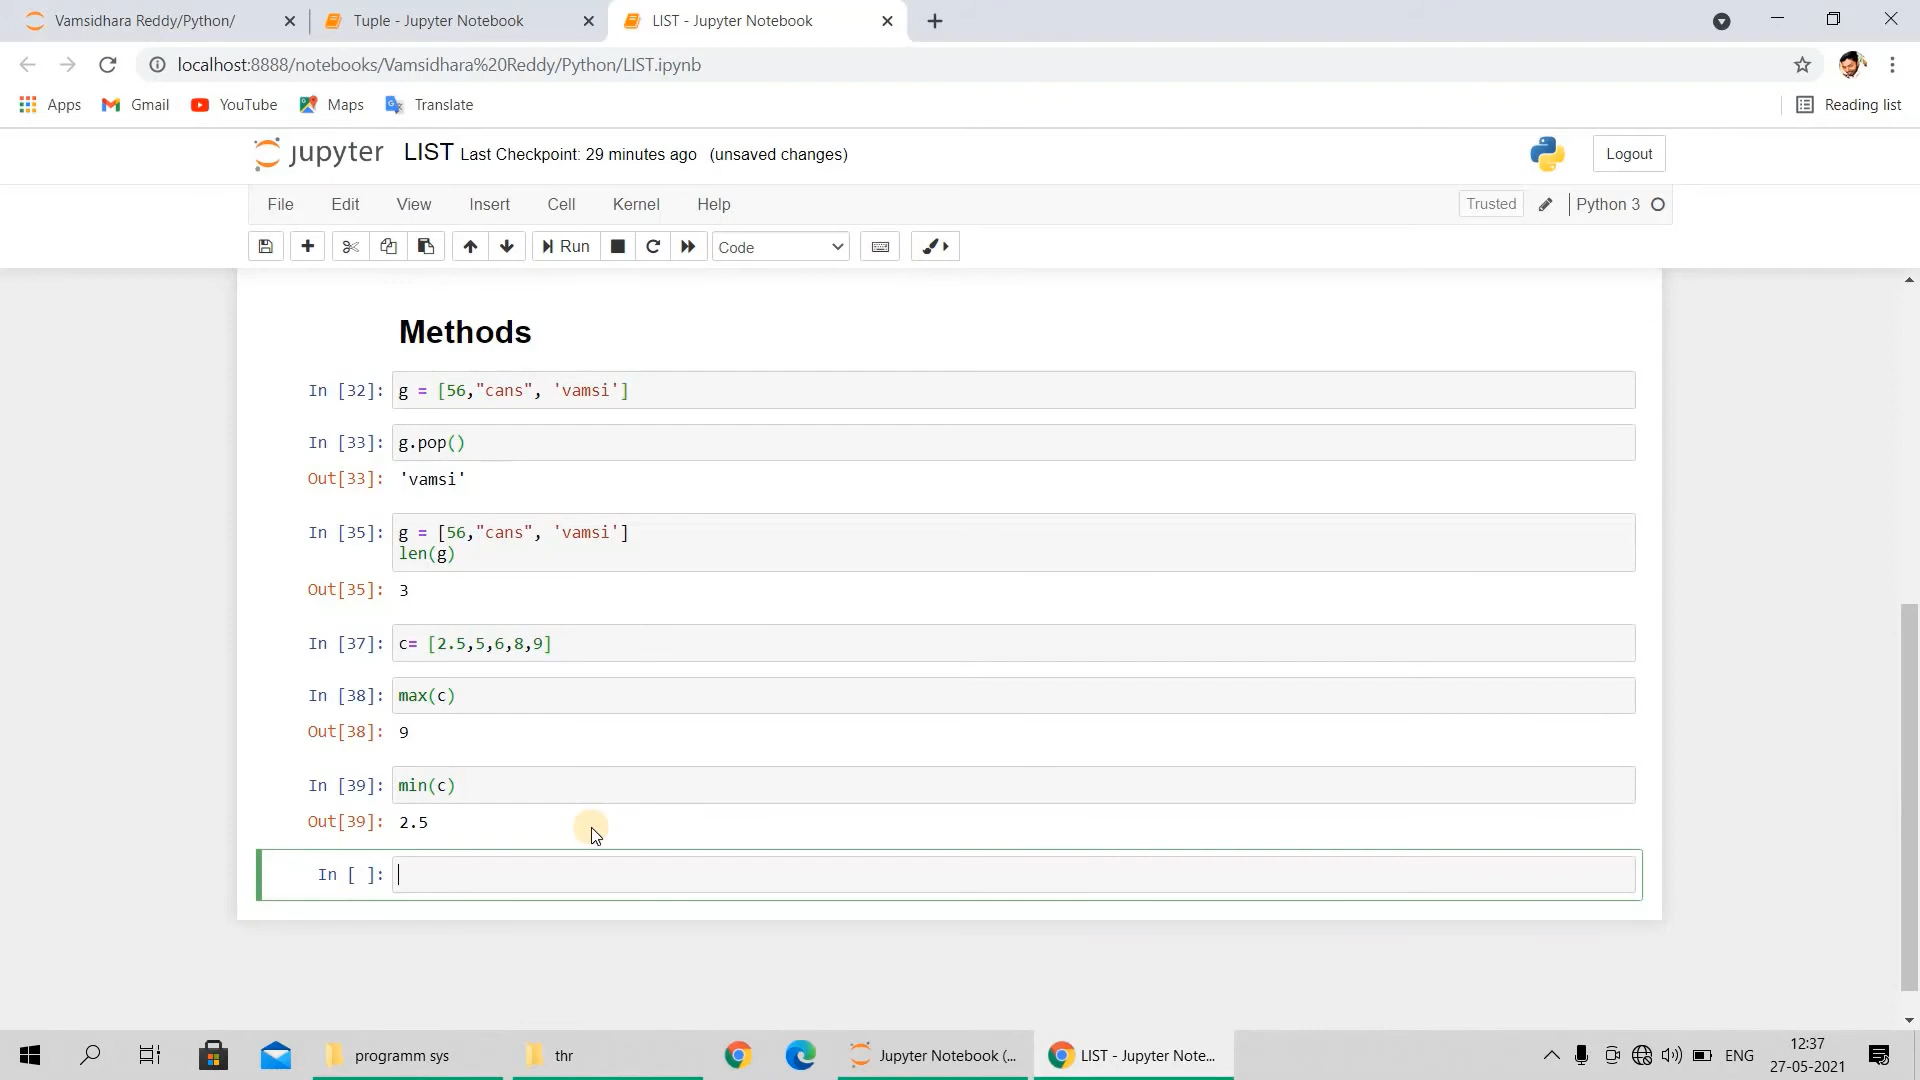 Vamsidhara Reddy/Python/
Tuple - Jupyter Notebook
LIST - Jupyter Notebook
localhost:8888/notebooks/Vamsidhara%20Reddy/Python/LIST.ipynb
Apps
Gmail
YouTube
Maps
Translate
Reading list
jupyter
LIST
Last Checkpoint: 29 minutes ago (unsaved changes)
Logout
File
Edit
View
Insert
Cell
Kernel
Help
Trusted
Python 3
Run
Code
Methods
In [32]: g = [56,"cans", 'vamsi']
In [33]: g.pop()
Out[33]: 'vamsi'
In [35]: g = [56,"cans", 'vamsi']
len(g)
Out[35]: 3
In [37]: c= [2.5,5,6,8,9]
In [38]: max(c)
Out[38]: 9
In [39]: min(c)
Out[39]: 2.5
In [ ]:
programm sys
thr
Jupyter Notebook (...
LIST - Jupyter Note...
ENG
12:37
27-05-2021